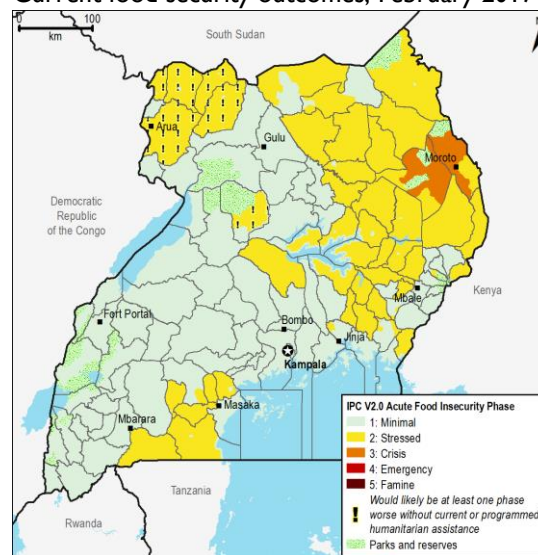 Current food security outcomes, February 2017
0 100
km
South Sudan
Arua
Gulu
Moroto
Democratic
Republic
of the Congo
Mbale
Kenya
Fort Portal
Bombo
Jinja
Kampala
Masaka
Mbarara
Tanzania
Rwanda
IPC V2.0 Acute Food Insecurity Phase
1: Minimal
2: Stressed
3: Crisis
4: Emergency
5: Famine
! Would likely be at least one phase
worse without current or programmed
humanitarian assistance
Parks and reserves